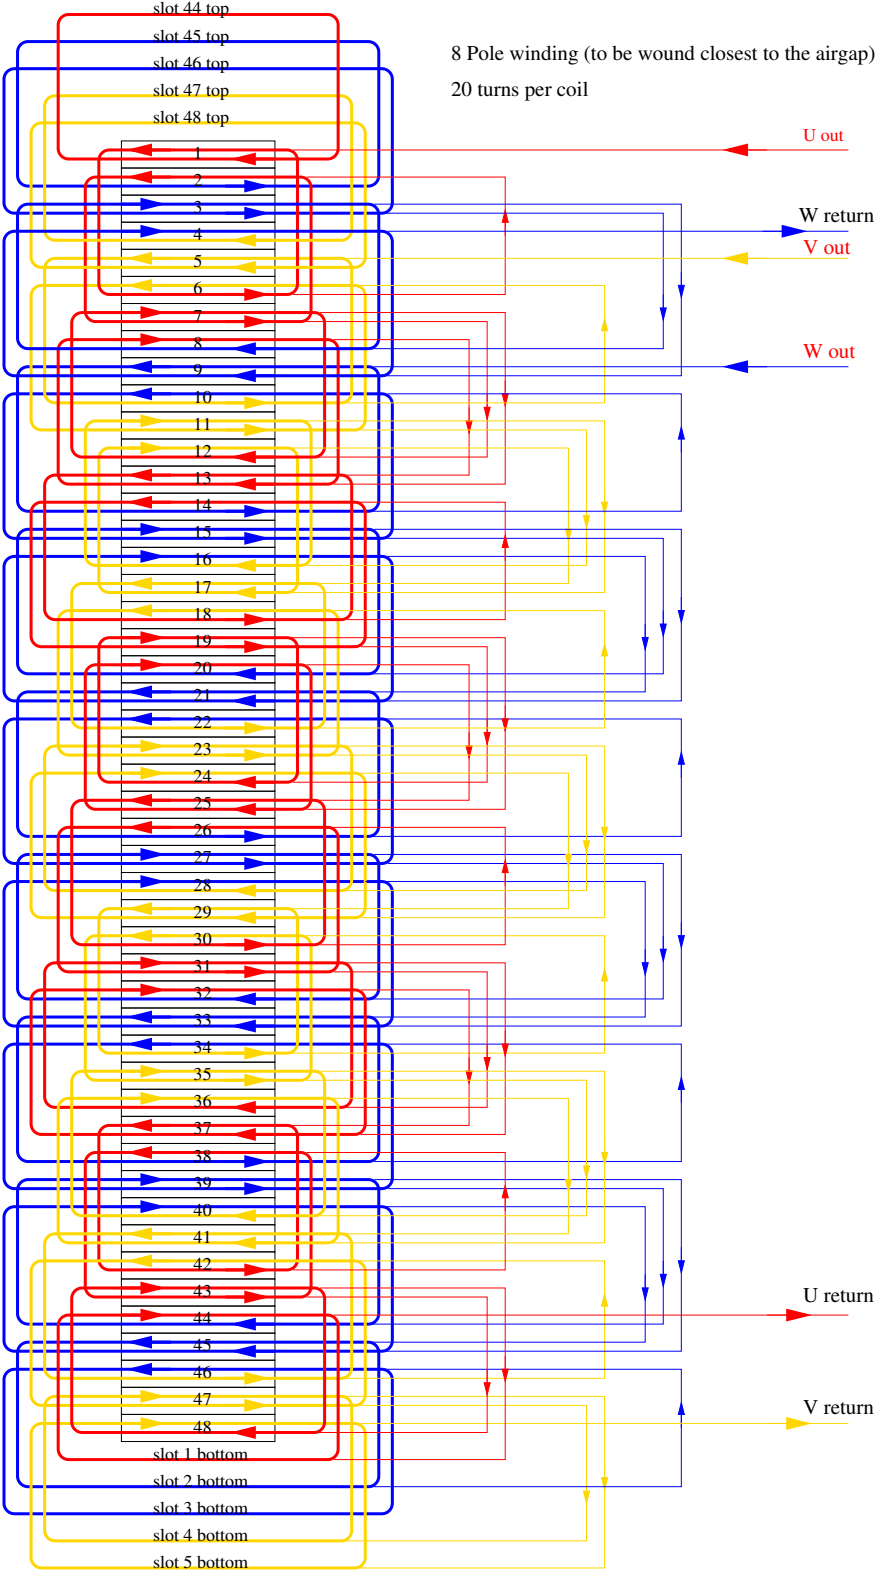 slot 44 top
slot 45 top
8 Pole winding (to be wound closest to the airgap)
slot 46 top
slot 47 top
20 turns per coil
slot 48 top
U out
1
2
3
W return
4
V out
5
6
7
8
W out
9
10
11
12
13
14
15
16
17
18
19
20
21
22
23
24
25
26
27
28
29
30
31
32
33
34
35
36
37
38
39
40
41
42
43
U return
44
45
46
47
V return
48
slot 1 bottom
slot 2 bottom
slot 3 bottom
slot 4 bottom
slot 5 bottom